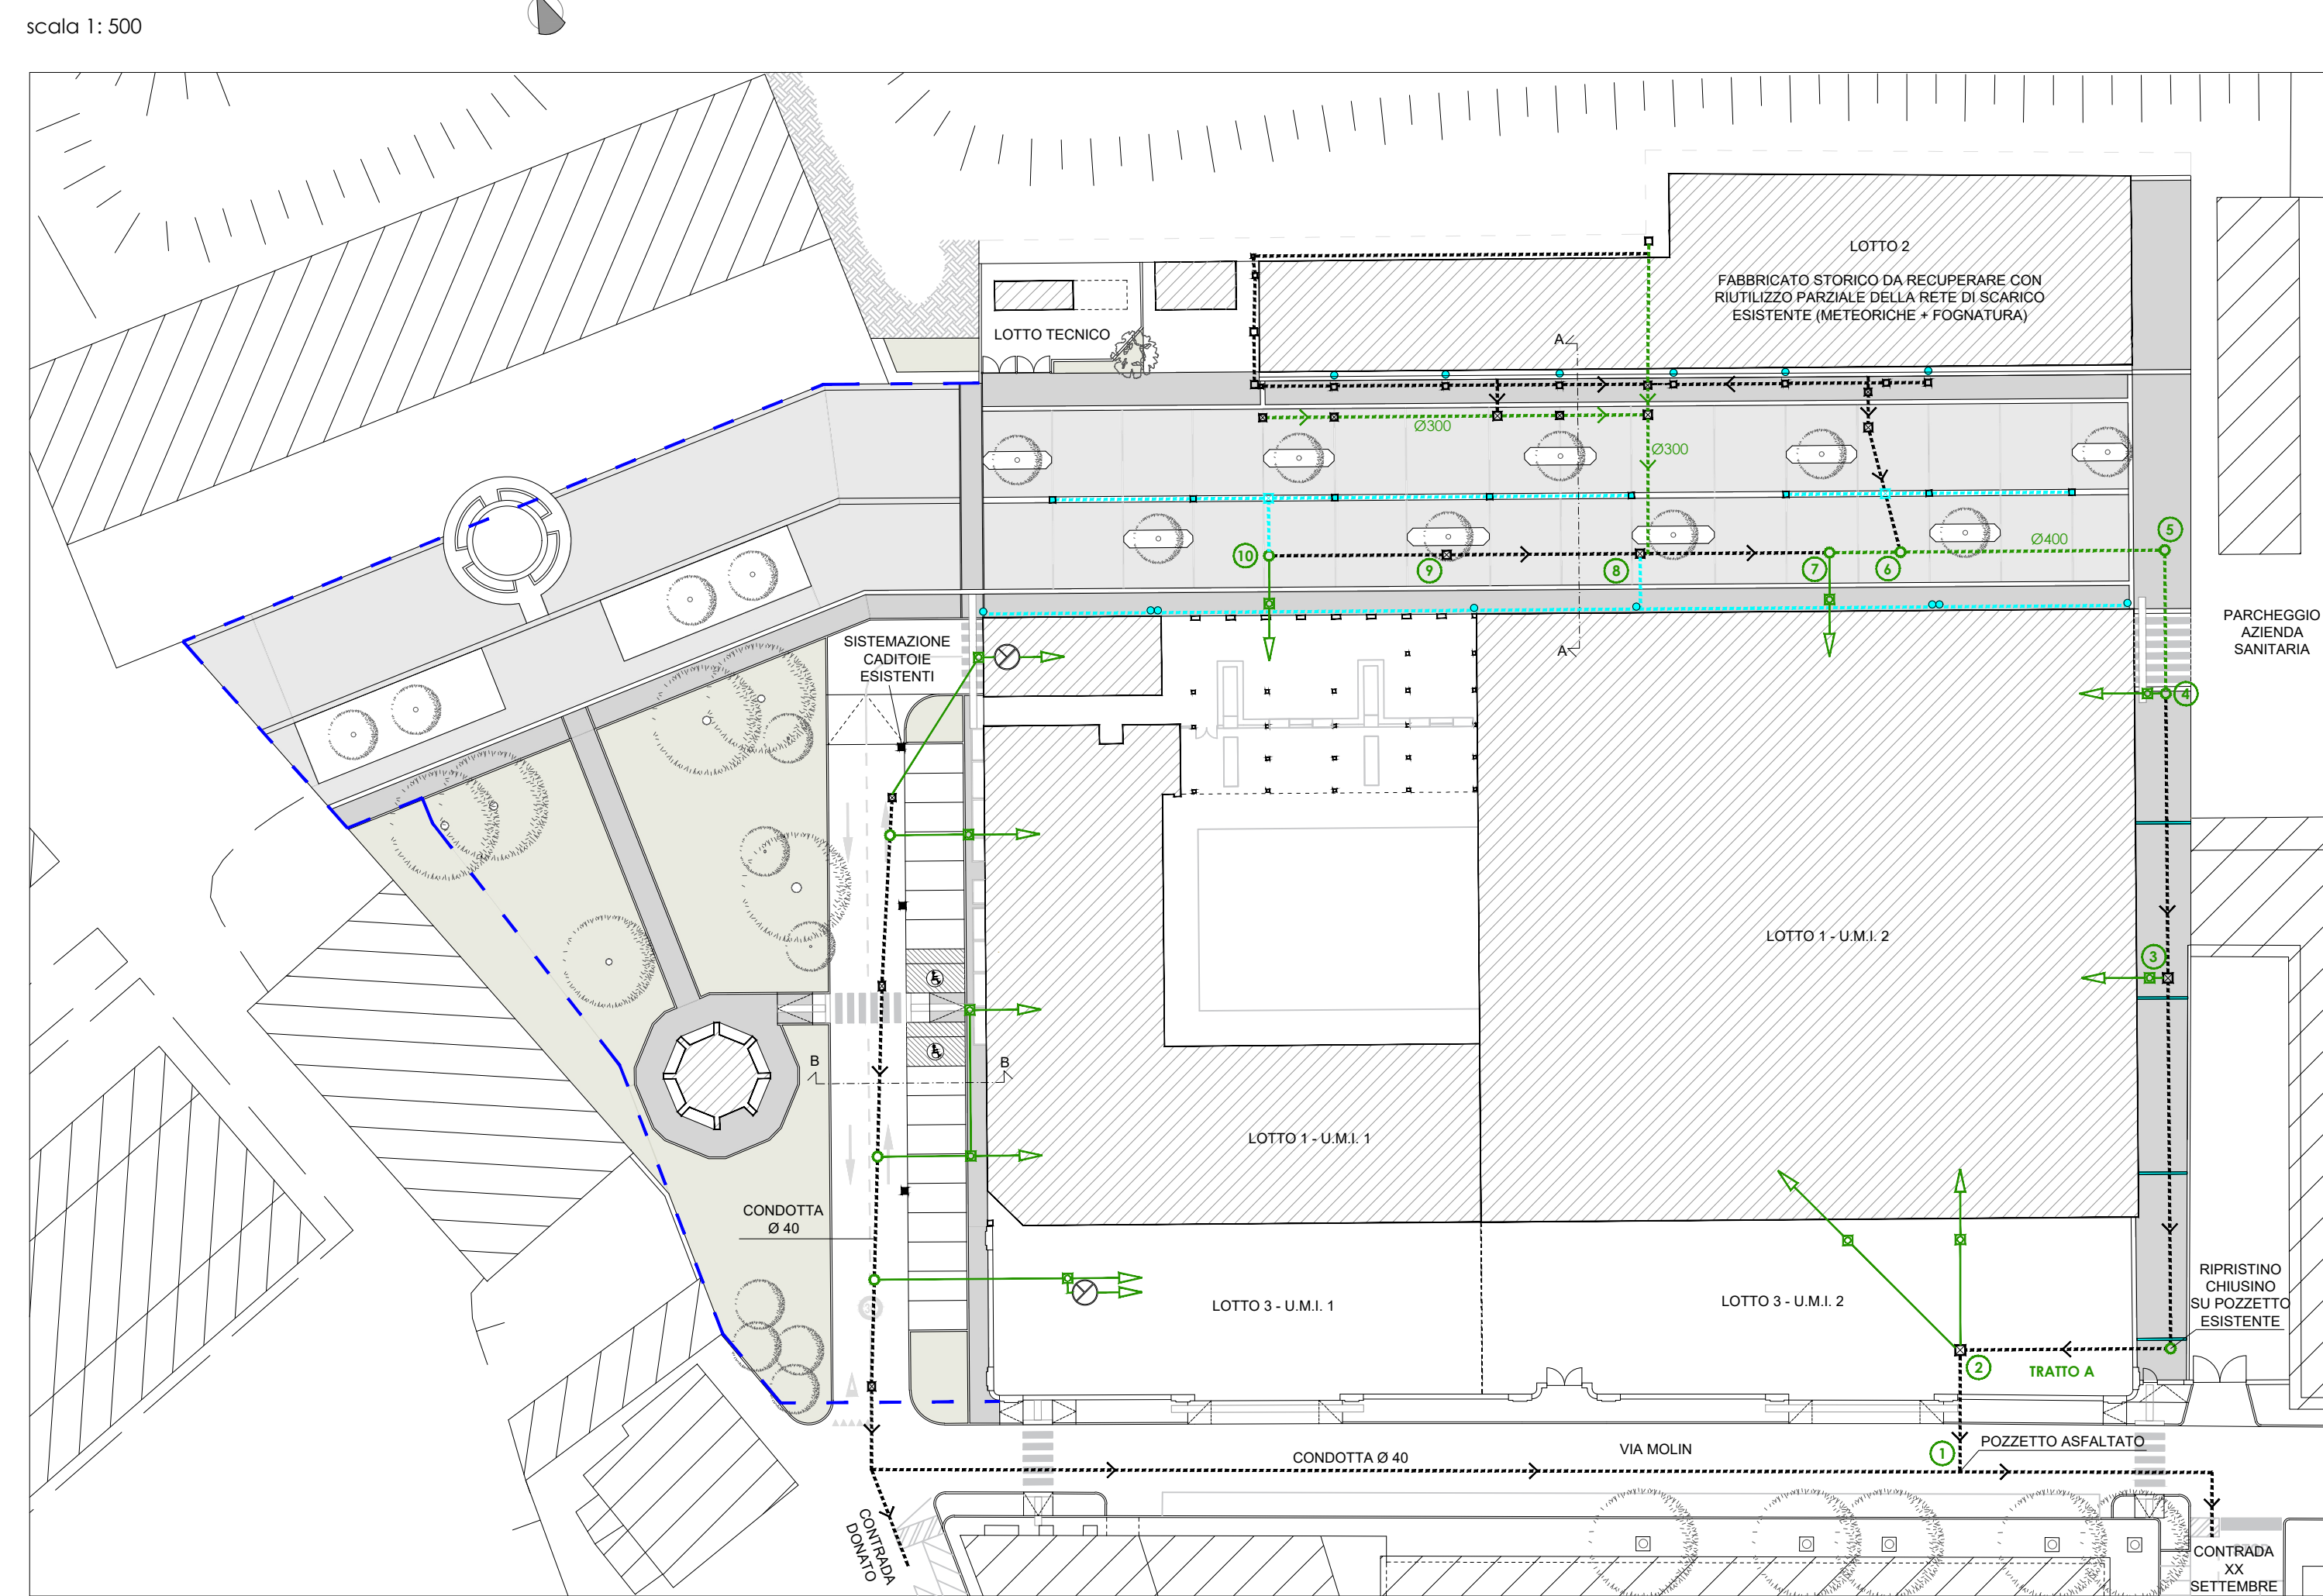 scala 1: 500
LOTTO 2
FABBRICATO STORICO DA RECUPERARE CON
RIUTILIZZO PARZIALE DELLA RETE DI SCARICO
ESISTENTE (METEORICHE + FOGNATURA)
LOTTO TECNICO
A
Ø300
Ø300
5
Ø400
10
9
8
7
6
PARCHEGGIO
AZIENDA
SANITARIA
SISTEMAZIONE
CADITOIE
ESISTENTI
A
4
LOTTO 1 - U.M.I. 2
3
B
B
LOTTO 1 - U.M.I. 1
CONDOTTA
Ø 40
RIPRISTINO
CHIUSINO
SU POZZETTO
ESISTENTE
LOTTO 3 - U.M.I. 1
LOTTO 3 - U.M.I. 2
2
TRATTO A
1
POZZETTO ASFALTATO
VIA MOLIN
CONDOTTA Ø 40
CONTRADA
DONATO
CONTRADA
XX
SETTEMBRE